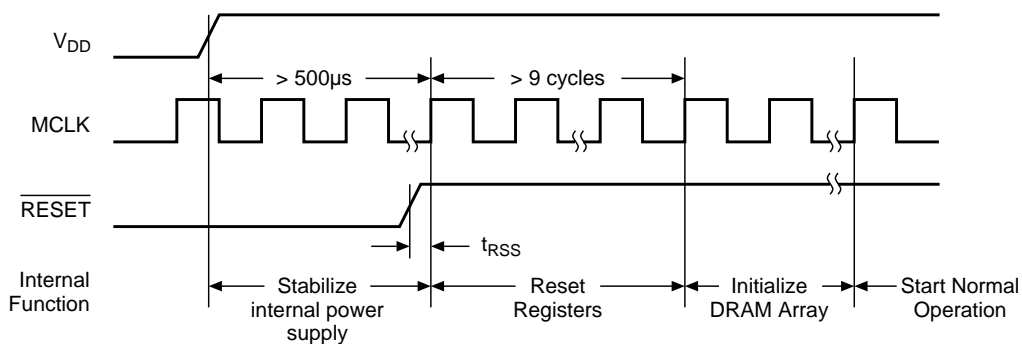 VDD
> 500µs
> 9 cycles
MCLK
RESET
tRSS
Internal
Function
Stabilize
internal power
supply
Reset
Registers
Initialize
DRAM Array
Start Normal
Operation